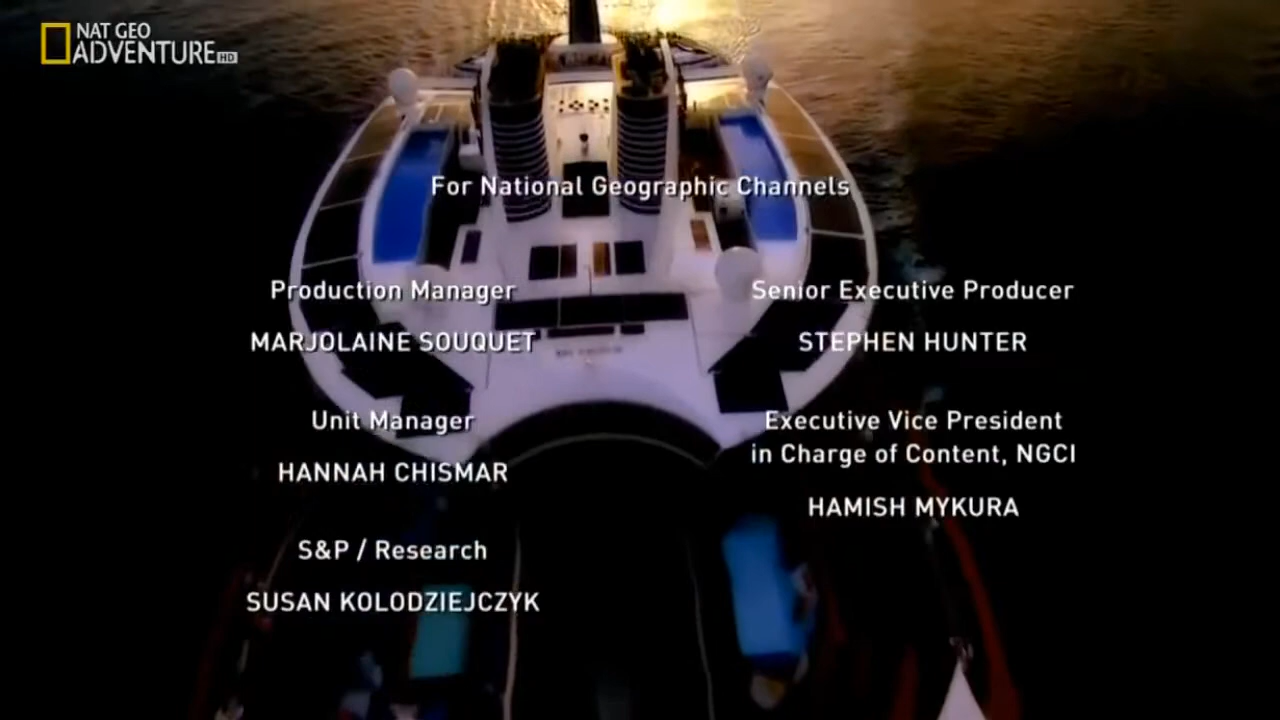 NAT GEO
ADVENTURE HD
For National Geographic Channels
Production Manager
MARJOLAINE SOUQUET
Unit Manager
HANNAH CHISMAR
S&P / Research
SUSAN KOLODZIEJCZYK
Senior Executive Producer
STEPHEN HUNTER
Executive Vice President
in Charge of Content, NGCI
HAMISH MYKURA